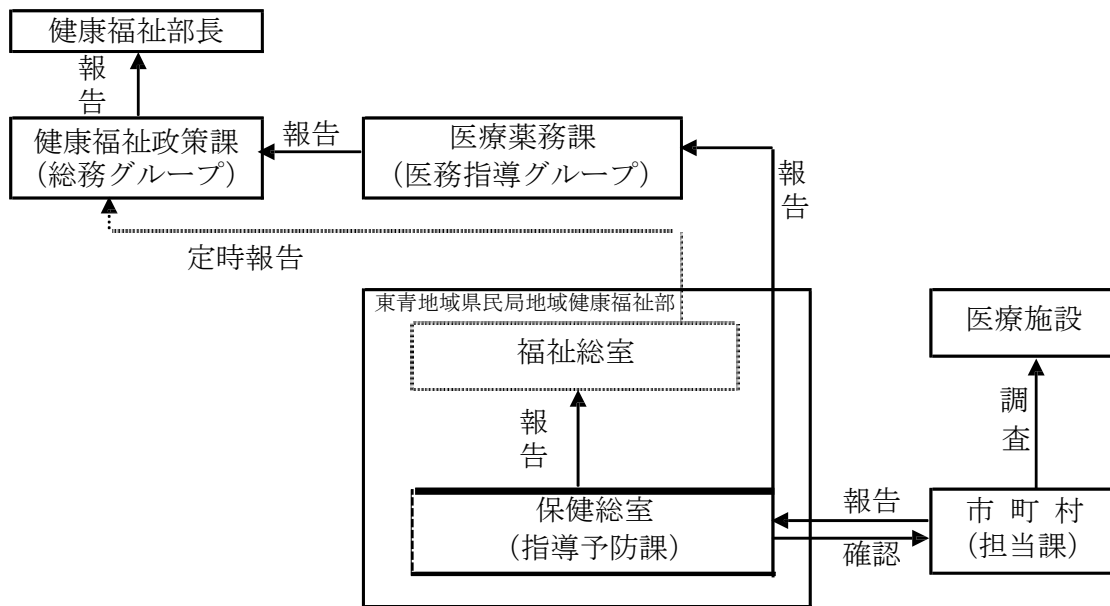 健康福祉部長
報告
健康福祉政策課
(総務グループ)
報告
医療薬務課
(医務指導グループ)
報告
定時報告
東青地域県民局地域健康福祉部
福祉総室
医療施設
報告
調査
保健総室
(指導予防課)
報告
確認
市 町 村
(担当課)